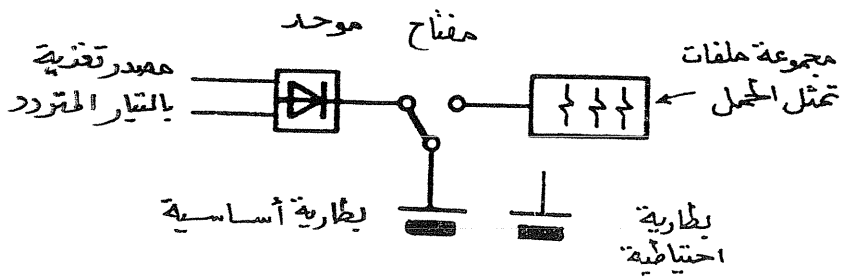 مفتاح
موحد
مصدر تغذية
بالتيار المتردد
مجموعة ملفات
تمثل الحمل
بطارية أساسية
بطارية
احتياطية